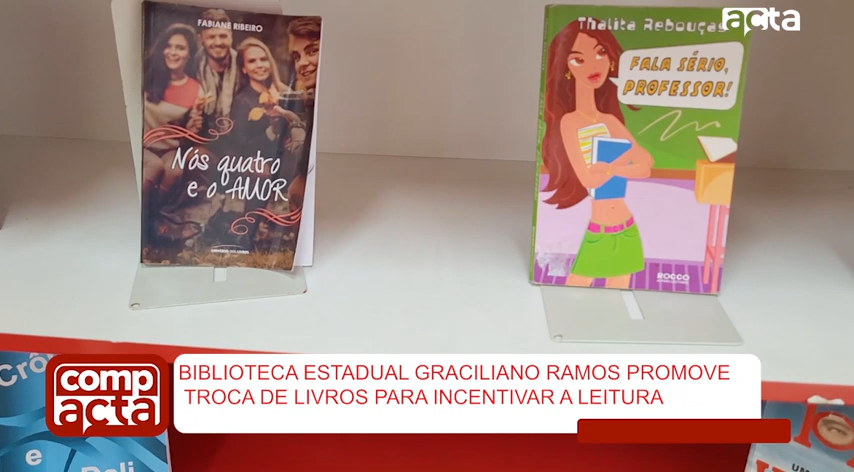 acta
FABIANE RIBEIRO
Nós quatro
e o AMOR
Thalita Rebouças
FALA SÉRIO,
PROFESSOR!
ROCCO
comp
acta
BIBLIOTECA ESTADUAL GRACILIANO RAMOS PROMOVE
TROCA DE LIVROS PARA INCENTIVAR A LEITURA
Crô
e